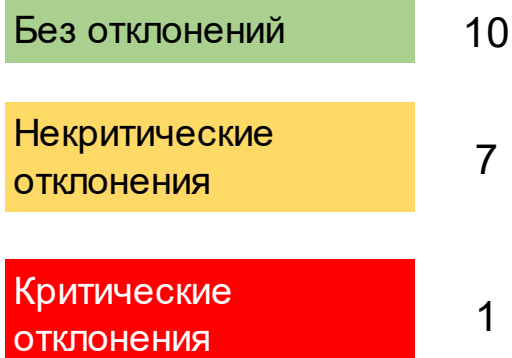 Без отклонений 10
Некритические
отклонения 7
Критические
отклонения 1